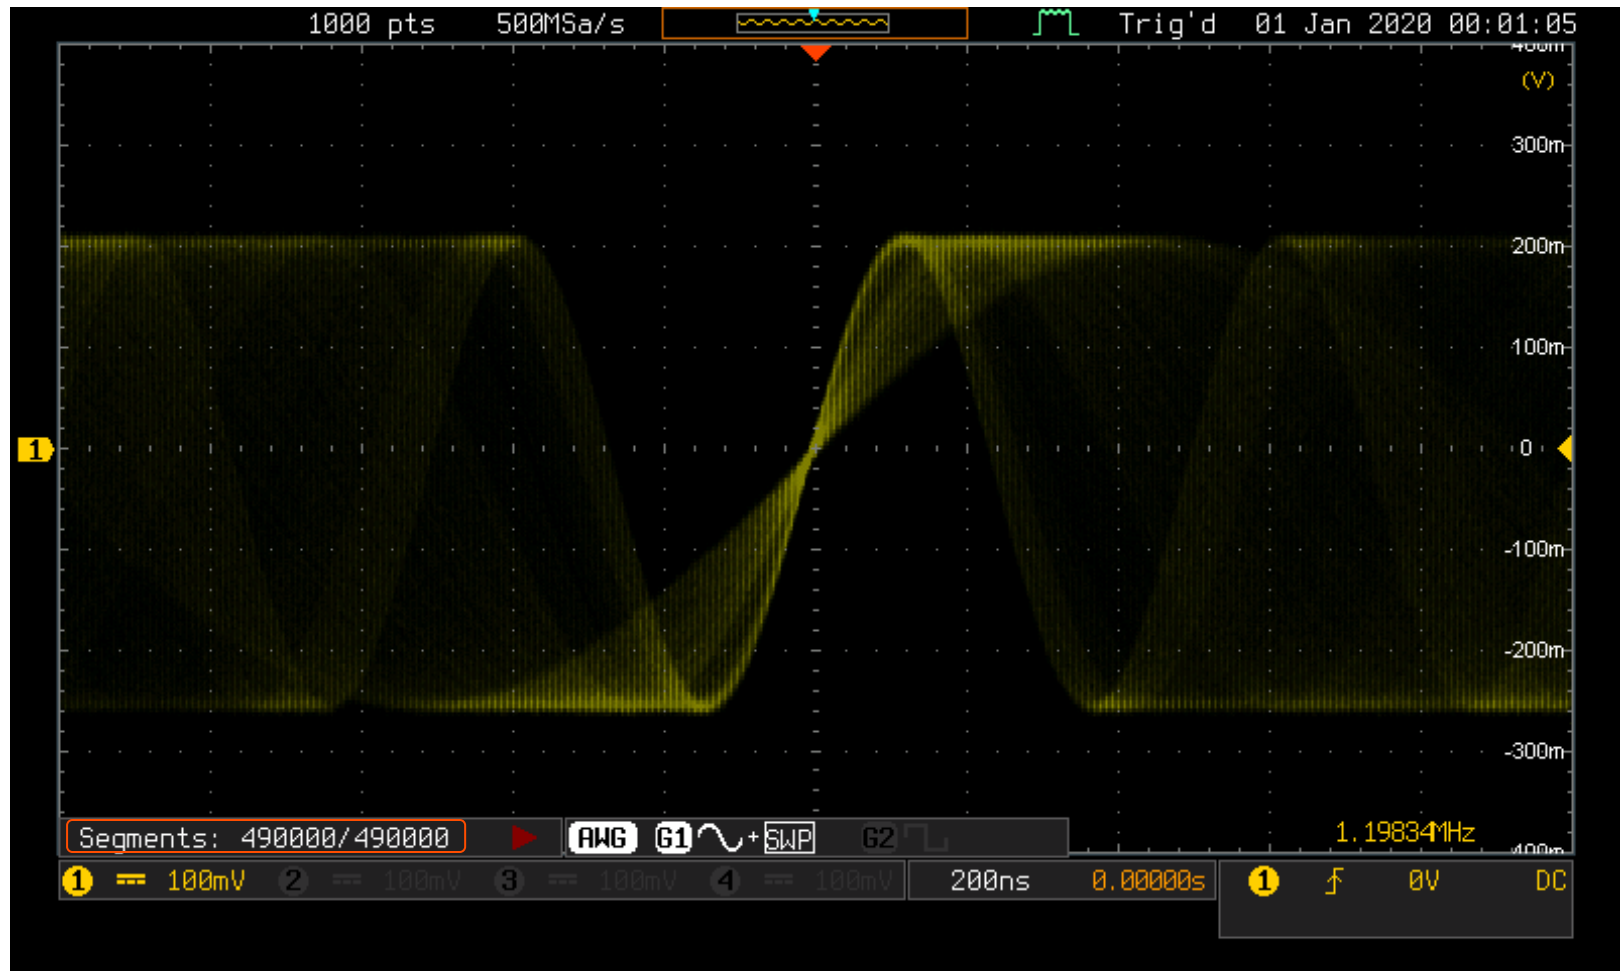 1000 pts 500MSa/s Trig'd 01 Jan 2020 00:01:05
400m
(V)
300m
200m
100m
1 0
-100m
-200m
-300m
Segments: 490000/490000 AWG G1 + SWP G2 1.19834MHz
-400m
1 100mV 2 100mV 3 100mV 4 100mV 200ns 0.00000s 1 0V DC